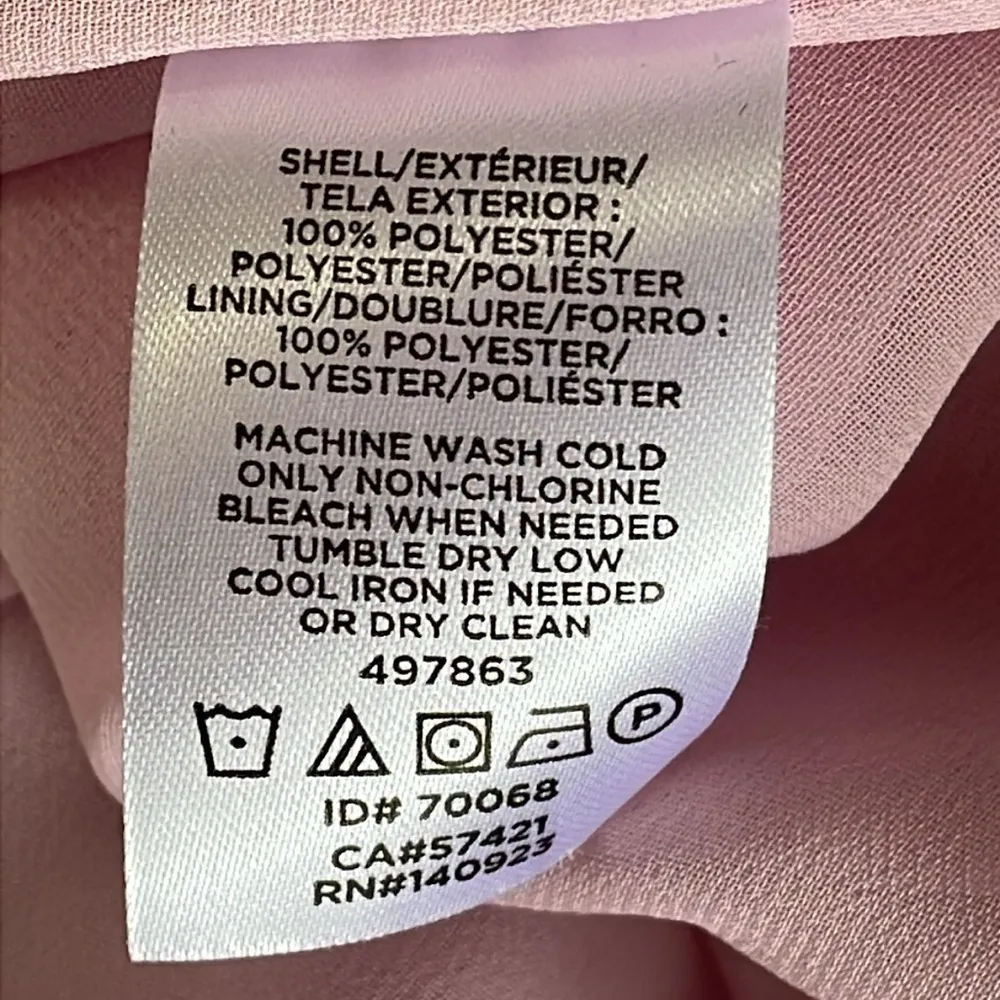 SHELL/EXTÉRIEUR/
TELA EXTERIOR :
100% POLYESTER/
POLYESTER/POLIÉSTER
LINING/DOUBLURE/FORRO :
100% POLYESTER/
POLYESTER/POLIÉSTER
MACHINE WASH COLD
ONLY NON-CHLORINE
BLEACH WHEN NEEDED
TUMBLE DRY LOW
COOL IRON IF NEEDED
OR DRY CLEAN
497863
P
ID# 70068
CA#57421
RN#140923